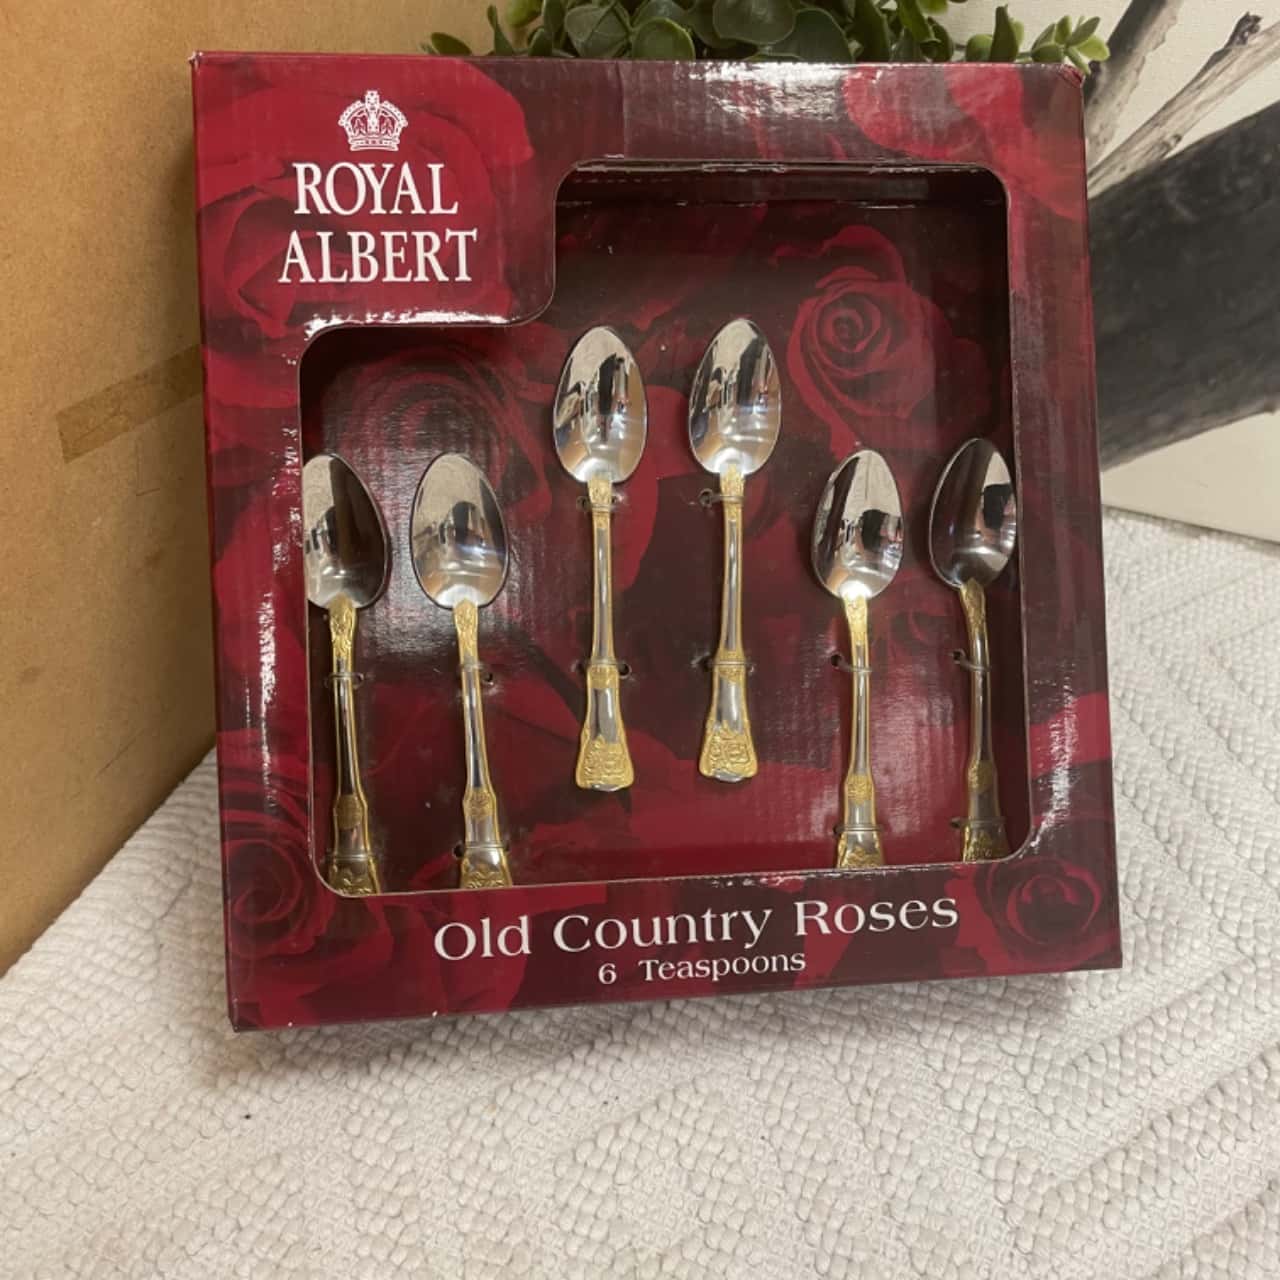 ROYAL
ALBERT
Old Country Roses
6 Teaspoons